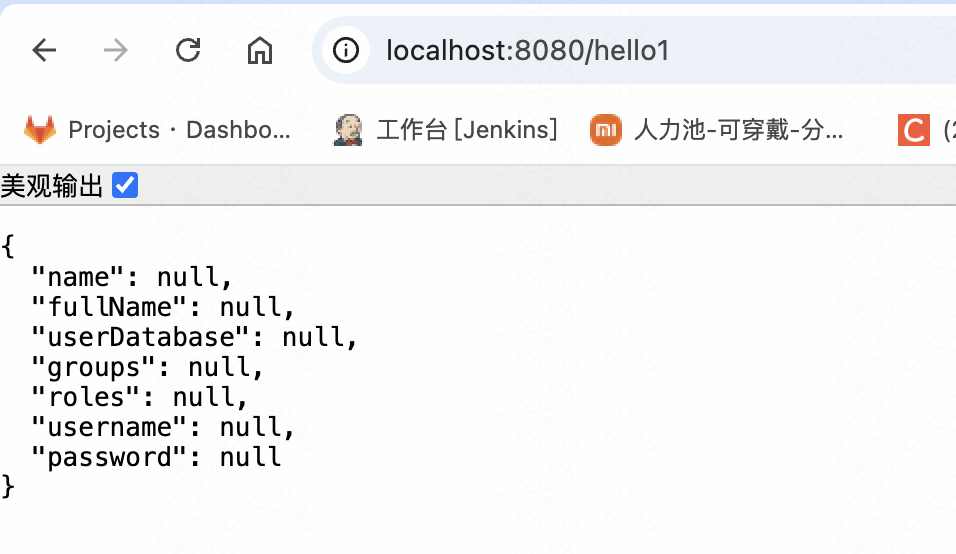 localhost:8080/hello1
Projects · Dashbo... 工作台 [Jenkins] 人力池-可穿戴-分...
美观输出
{
"name": null,
"fullName": null,
"userDatabase": null,
"groups": null,
"roles": null,
"username": null,
"password": null
}